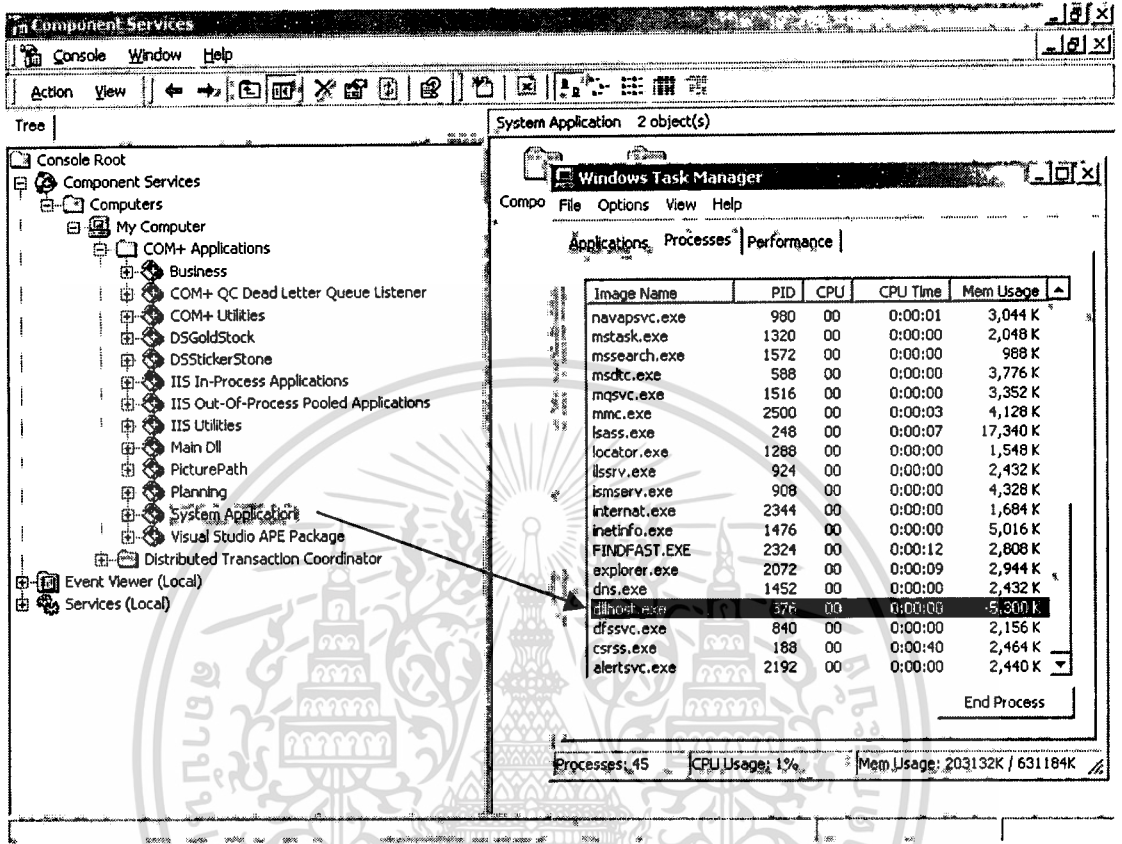 Component Services
Console Window Help
Action View
Tree
System Application 2 object(s)
Console Root
Component Services
Computers
My Computer
COM+ Applications
Business
COM+ QC Dead Letter Queue Listener
COM+ Utilities
DSGoldStock
DSStickerStone
IIS In-Process Applications
IIS Out-Of-Process Pooled Applications
IIS Utilities
Main Dll
PicturePath
Planning
System Application
Visual Studio APE Package
Distributed Transaction Coordinator
Event Viewer (Local)
Services (Local)
Compo
Windows Task Manager
File Options View Help
Applications Processes Performance
Image Name PID CPU CPU Time Mem Usage
navapsvc.exe 980 00 0:00:01 3,044 K
mstask.exe 1320 00 0:00:00 2,048 K
mssearch.exe 1572 00 0:00:00 988 K
msdtc.exe 588 00 0:00:00 3,776 K
mqsvc.exe 1516 00 0:00:00 3,352 K
mmc.exe 2500 00 0:00:03 4,128 K
lsass.exe 248 00 0:00:07 17,340 K
locator.exe 1288 00 0:00:00 1,548 K
llssrv.exe 924 00 0:00:00 2,432 K
ismserv.exe 908 00 0:00:00 4,328 K
internat.exe 2344 00 0:00:00 1,684 K
inetinfo.exe 1476 00 0:00:00 5,016 K
FINDFAST.EXE 2324 00 0:00:12 2,808 K
explorer.exe 2072 00 0:00:09 2,944 K
dns.exe 1452 00 0:00:00 2,432 K
dllhost.exe 676 00 0:00:00 5,300 K
dfssvc.exe 840 00 0:00:00 2,156 K
csrss.exe 188 00 0:00:40 2,464 K
alertsvc.exe 2192 00 0:00:00 2,440 K
End Process
Processes: 45 CPU Usage: 1% Mem Usage: 203132K / 631184K